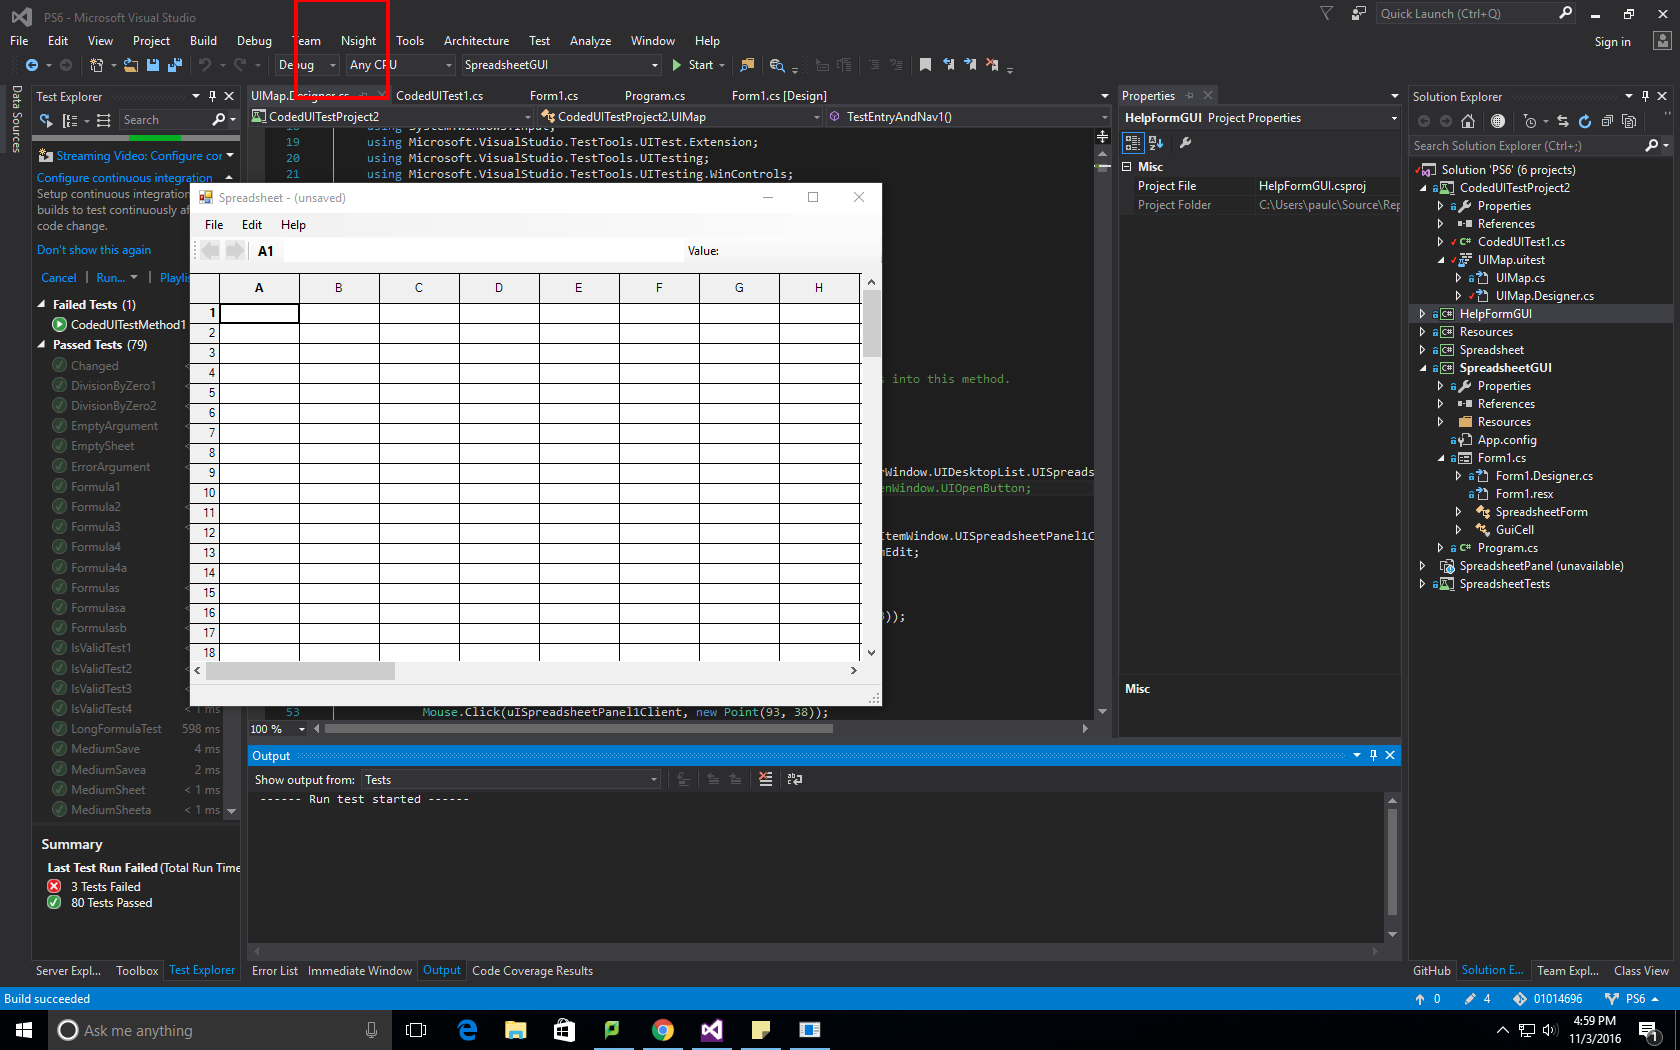 PS6 - Microsoft Visual Studio
Quick Launch (Ctrl+Q)
File Edit View Project Build Debug Team Nsight Tools Architecture Test Analyze Window Help
Sign in
Debug Any CPU SpreadsheetGUI Start
Data Sources
Test Explorer
Search
Streaming Video: Configure cor
Configure continuous integration
Setup continuous integration
builds to test continuously af
code change.
Don't show this again
Cancel | Run... | Playlis
Failed Tests (1)
CodedUITestMethod1
Passed Tests (79)
Changed
DivisionByZero1
DivisionByZero2
EmptyArgument
EmptySheet
ErrorArgument
Formula1
Formula2
Formula3
Formula4
Formula4a
Formulas
Formulasa
Formulasb
IsValidTest1
IsValidTest2
IsValidTest3
IsValidTest4 < 1 ms
LongFormulaTest 598 ms
MediumSave 4 ms
MediumSavea 2 ms
MediumSheet < 1 ms
MediumSheeta < 1 ms
Summary
Last Test Run Failed (Total Run Time
3 Tests Failed
80 Tests Passed
Server Expl... Toolbox Test Explorer
UIMap.Designer.cs CodedUITest1.cs Form1.cs Program.cs Form1.cs [Design]
CodedUITestProject2 CodedUITestProject2.UIMap TestEntryAndNav1()
18 using System.Windows.Input;
19 using Microsoft.VisualStudio.TestTools.UITest.Extension;
20 using Microsoft.VisualStudio.TestTools.UITesting;
21 using Microsoft.VisualStudio.TestTools.UITesting.WinControls;
Spreadsheet - (unsaved)
File Edit Help
A1 Value:
A B C D E F G H
1
2
3
4
5
6
7
8
9
10
11
12
13
14
15
16
17
18
s into this method.
rWindow.UIDesktopList.UISpreads
enWindow.UIOpenButton;
ItemWindow.UISpreadsheetPanel1C
mEdit;
));
53 Mouse.Click(uISpreadsheetPanel1Client, new Point(93, 38));
100 %
Output
Show output from: Tests
------ Run test started ------
Error List Immediate Window Output Code Coverage Results
Properties
HelpFormGUI Project Properties
Misc
Project File HelpFormGUI.csproj
Project Folder C:\Users\paulc\Source\Rep
Misc
Solution Explorer
Search Solution Explorer (Ctrl+;)
Solution 'PS6' (6 projects)
CodedUITestProject2
Properties
References
CodedUITest1.cs
UIMap.uitest
UIMap.cs
UIMap.Designer.cs
HelpFormGUI
Resources
Spreadsheet
SpreadsheetGUI
Properties
References
Resources
App.config
Form1.cs
Form1.Designer.cs
Form1.resx
SpreadsheetForm
GuiCell
Program.cs
SpreadsheetPanel (unavailable)
SpreadsheetTests
GitHub Solution E... Team Expl... Class View
Build succeeded
0 4 01014696 PS6
Ask me anything
4:59 PM
11/3/2016
1